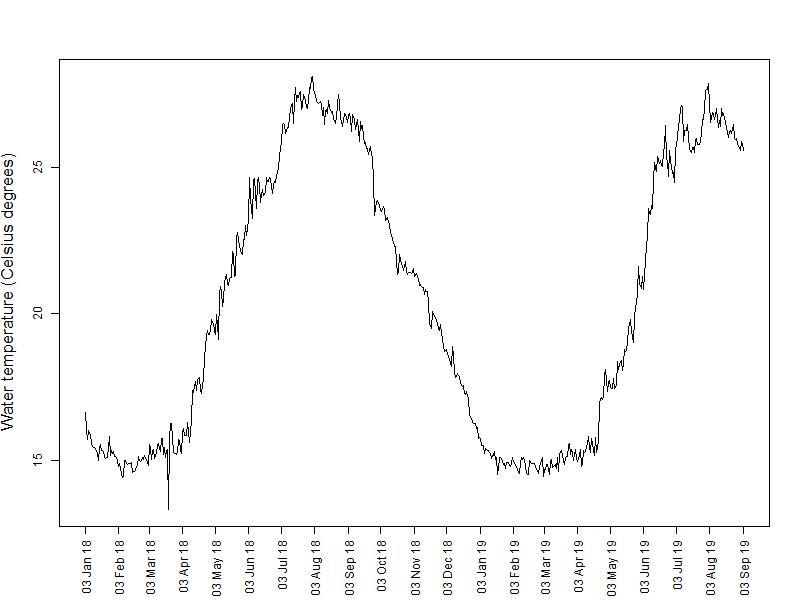 Water temperature (Celsius degrees)
25
20
15
03 Jan 18
03 Feb 18
03 Mar 18
03 Apr 18
03 May 18
03 Jun 18
03 Jul 18
03 Aug 18
03 Sep 18
03 Oct 18
03 Nov 18
03 Dec 18
03 Jan 19
03 Feb 19
03 Mar 19
03 Apr 19
03 May 19
03 Jun 19
03 Jul 19
03 Aug 19
03 Sep 19